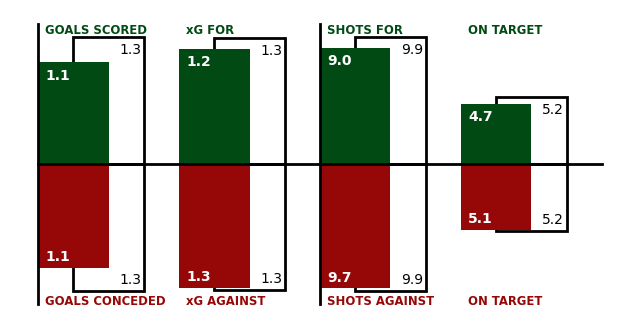 GOALS SCORED xG FOR SHOTS FOR ON TARGET
1.3 1.3 9.9
1.1 1.2 9.0
5.2
4.7
5.1 5.2
1.1 1.3 9.7
1.3 1.3 9.9
GOALS CONCEDED xG AGAINST SHOTS AGAINST ON TARGET